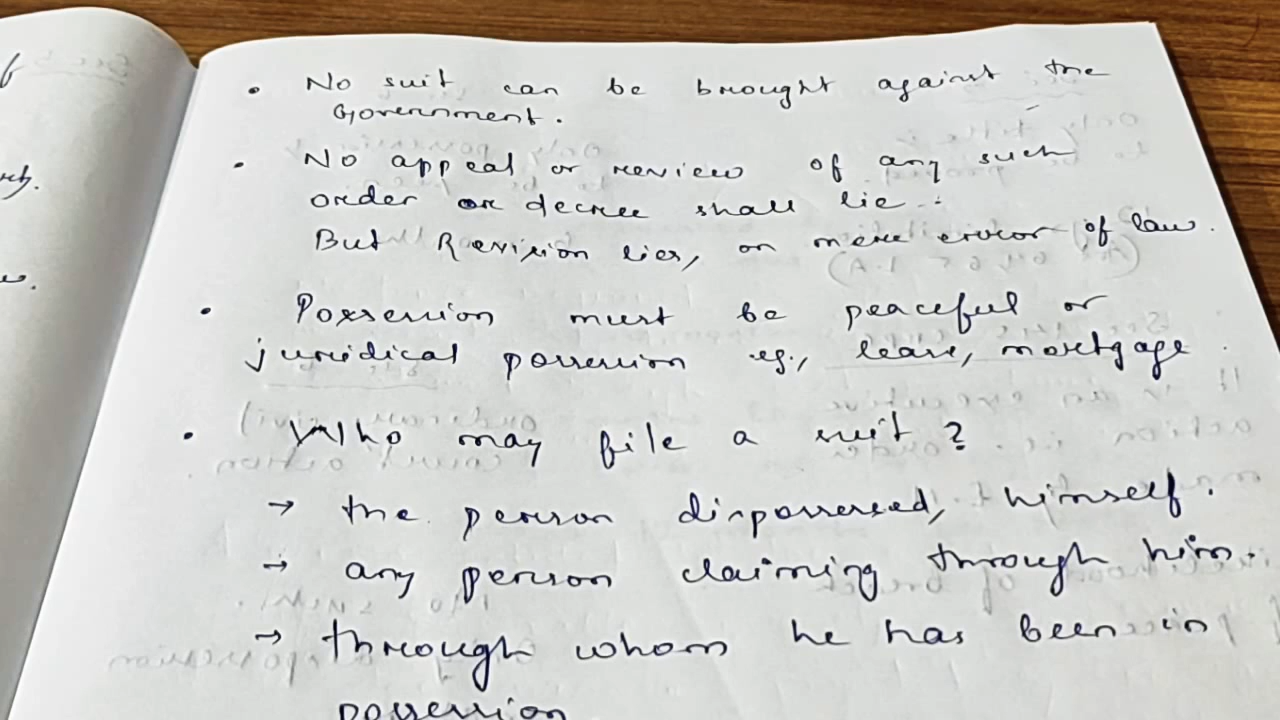 • No suit can be brought against the
Government.
• No appeal or review of any such
order or decree shall lie.
But Revision lies, on mere error of law.
• Possession must be peaceful or
juridical possession eg., lease, mortgage.
• Who may file a suit?
→ the person dispossessed, himself.
→ any person claiming through him.
→ through whom he has been in
possession